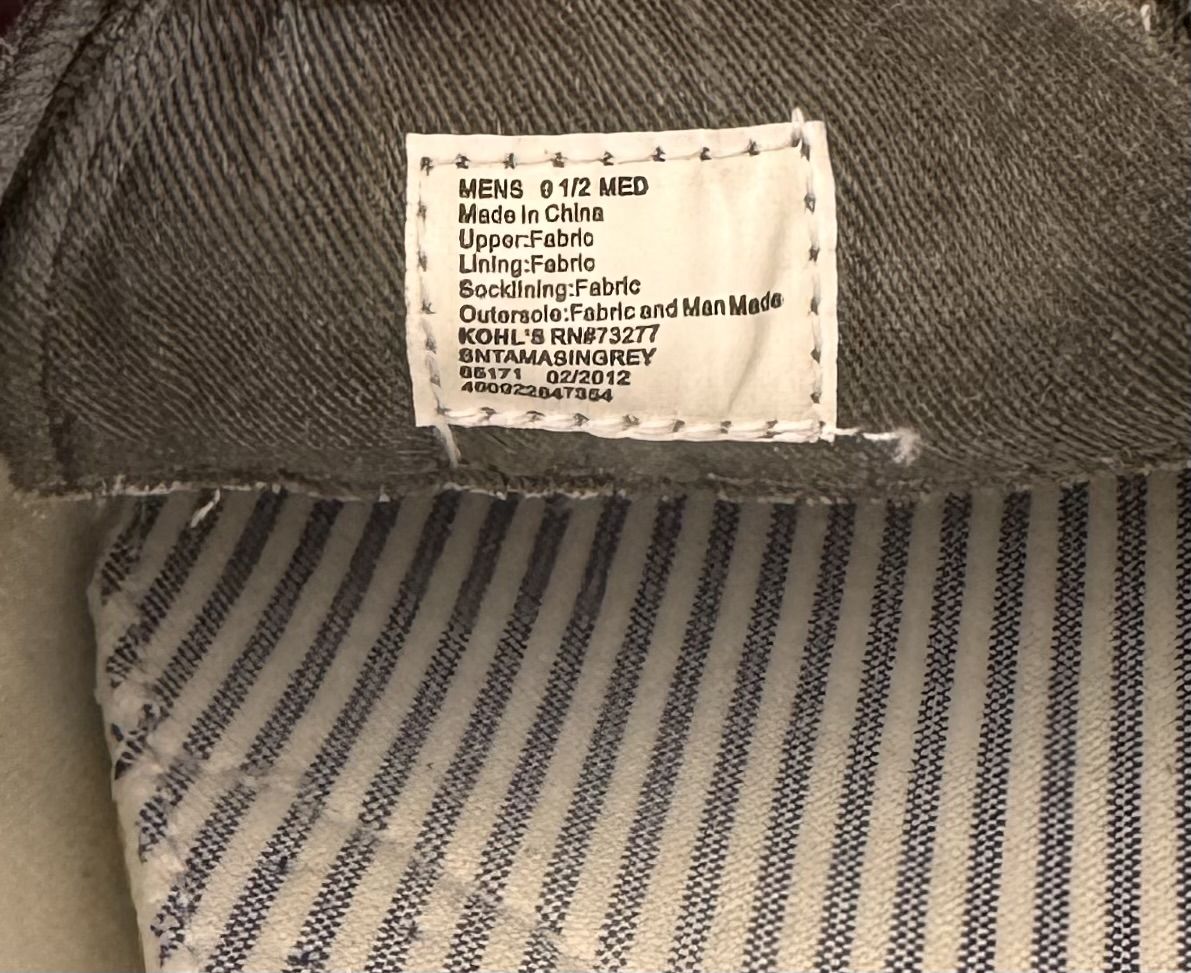 MENS 1/2 MED
Made In China
Upper:Fabric
Lining:Fabric
Socklining:Fabric
Outersole:Fabric and Man Made
KOHL'S RN#73277
SNTAMASINGREY
02/2012